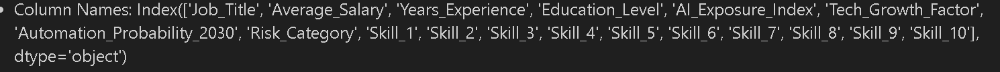 • Column Names: Index(['Job_Title', 'Average_Salary', 'Years_Experience', 'Education_Level', 'AI_Exposure_Index', 'Tech_Growth_Factor',
'Automation_Probability_2030', 'Risk_Category', 'Skill_1', 'Skill_2', 'Skill_3', 'Skill_4', 'Skill_5', 'Skill_6', 'Skill_7', 'Skill_8', 'Skill_9', 'Skill_10'],
dtype='object')